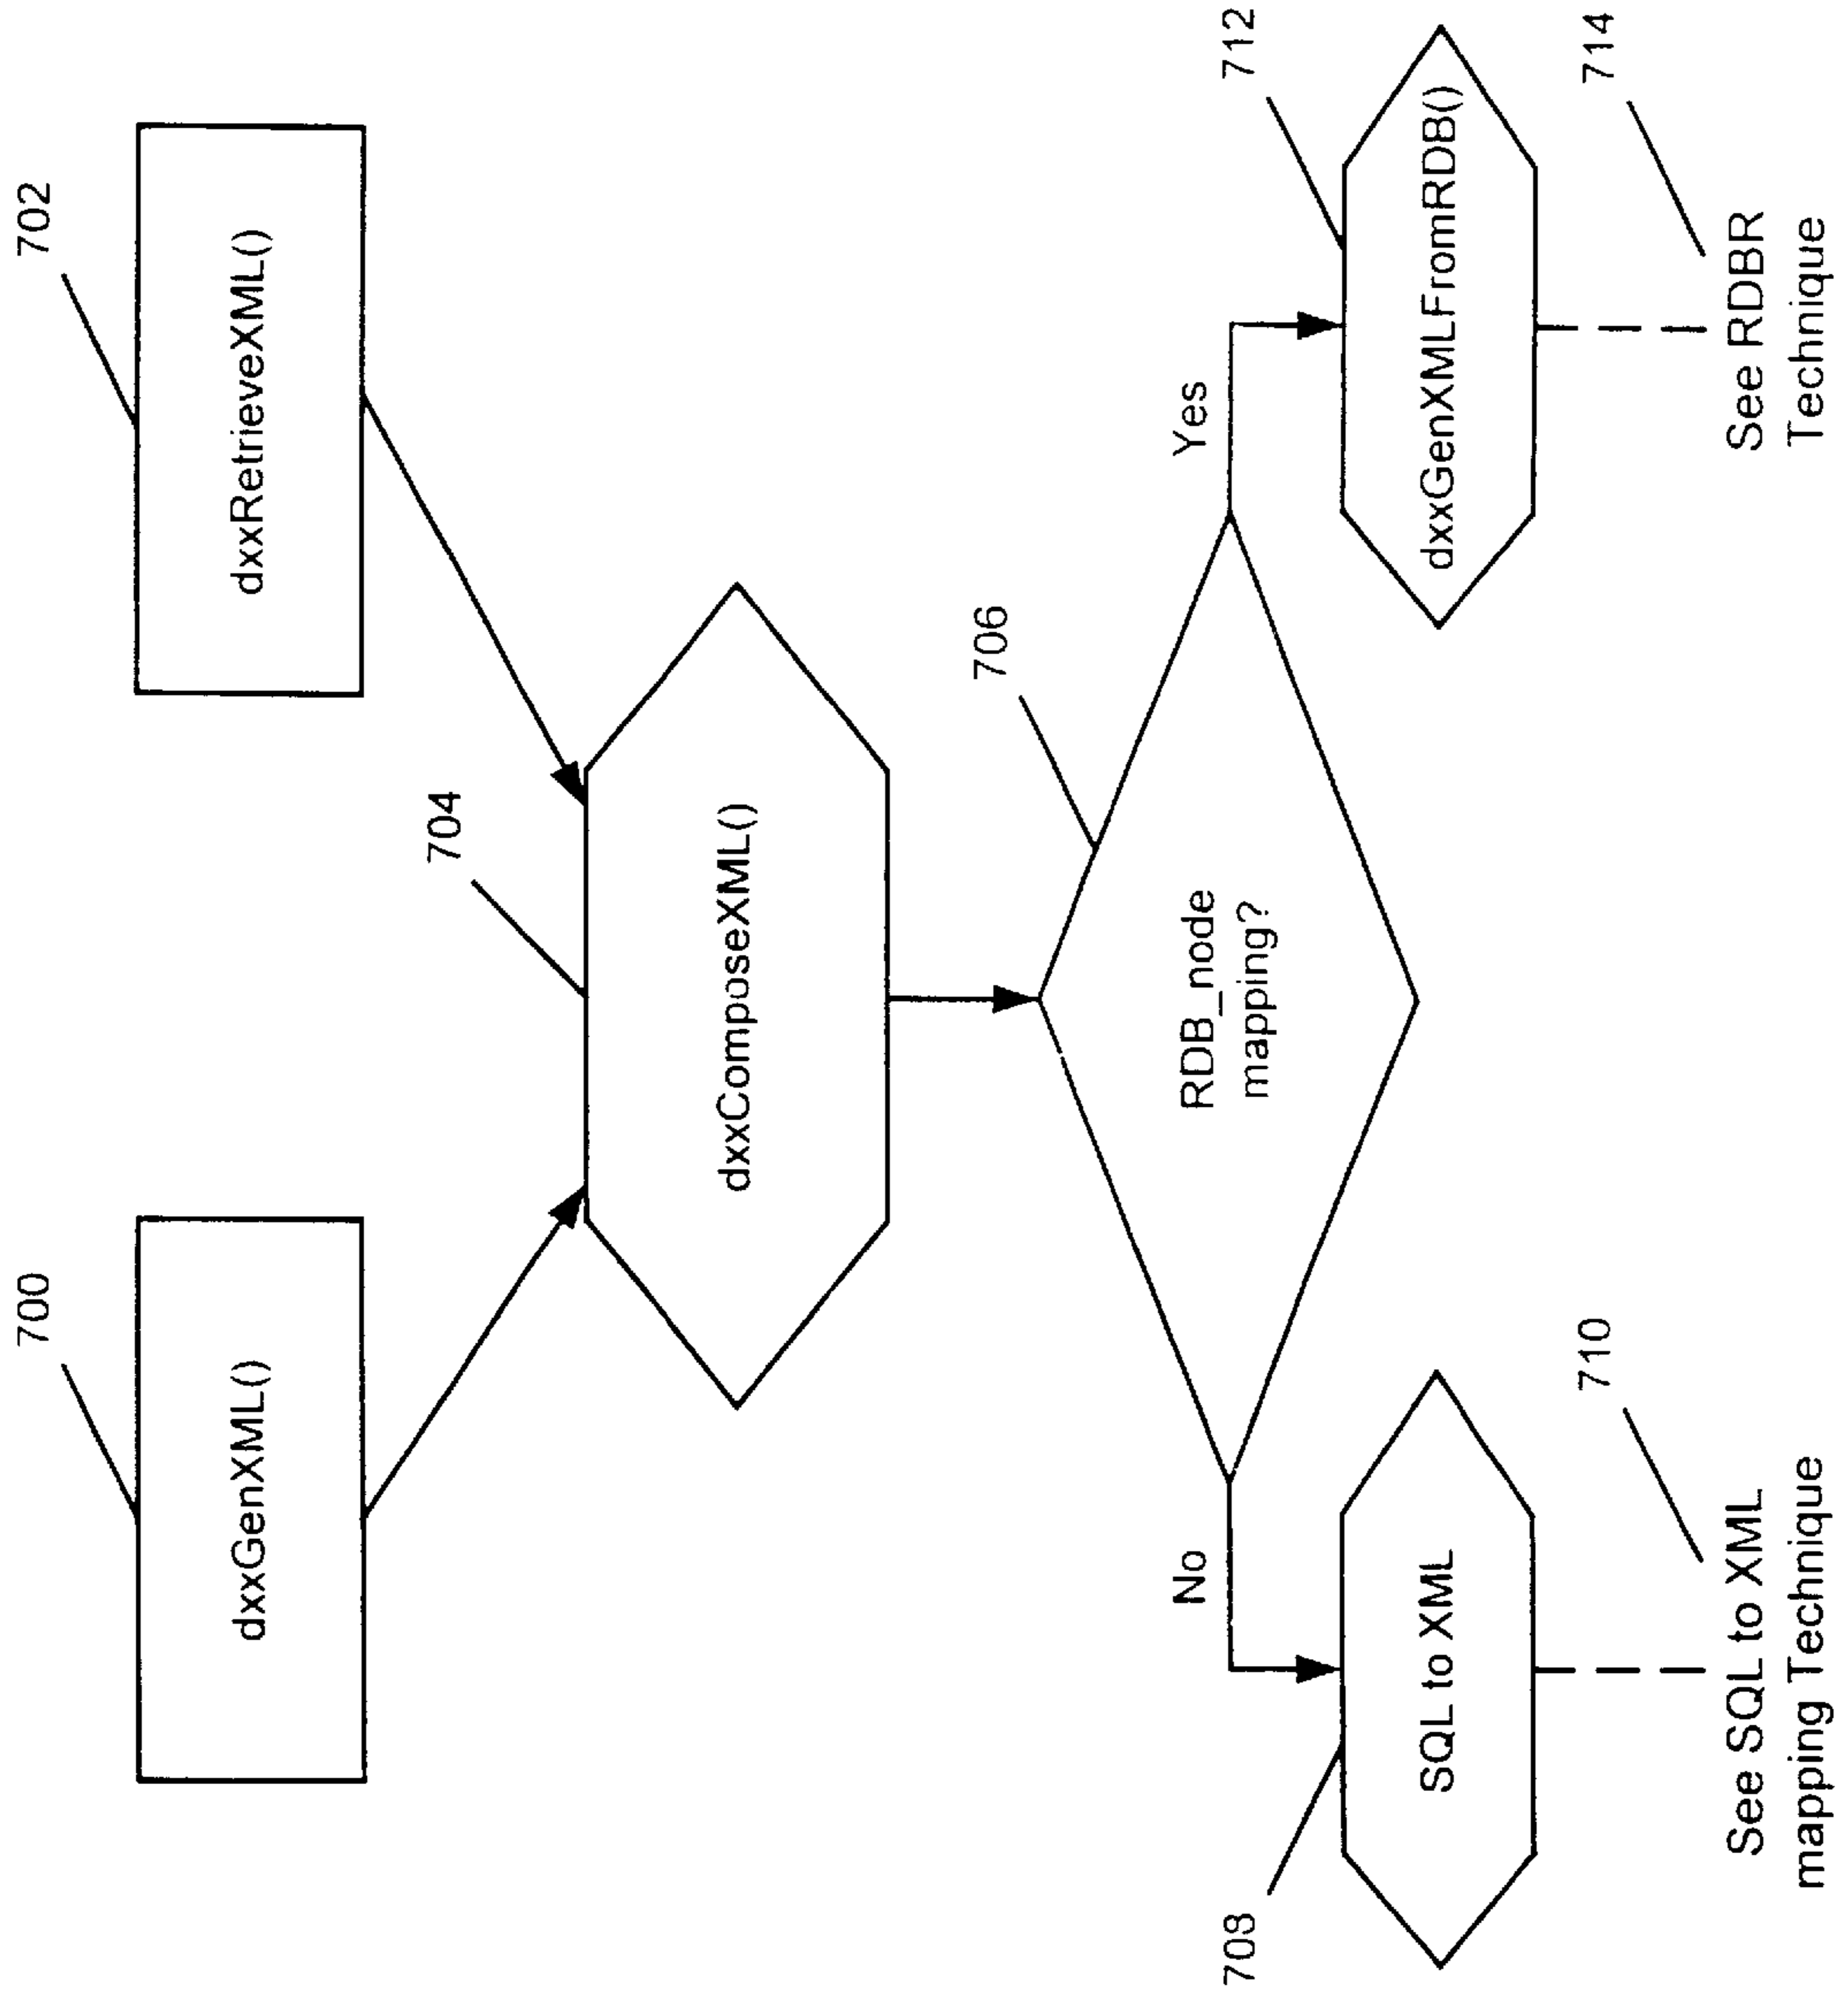 700
702
dxxGenXML()
dxxRetrieveXML()
704
dxxComposeXML()
706
RDB_node
mapping?
No
Yes
708
712
SQL to XML
dxxGenXMLFromRDB()
710
714
See SQL to XML
mapping Technique
See RDBR
Technique